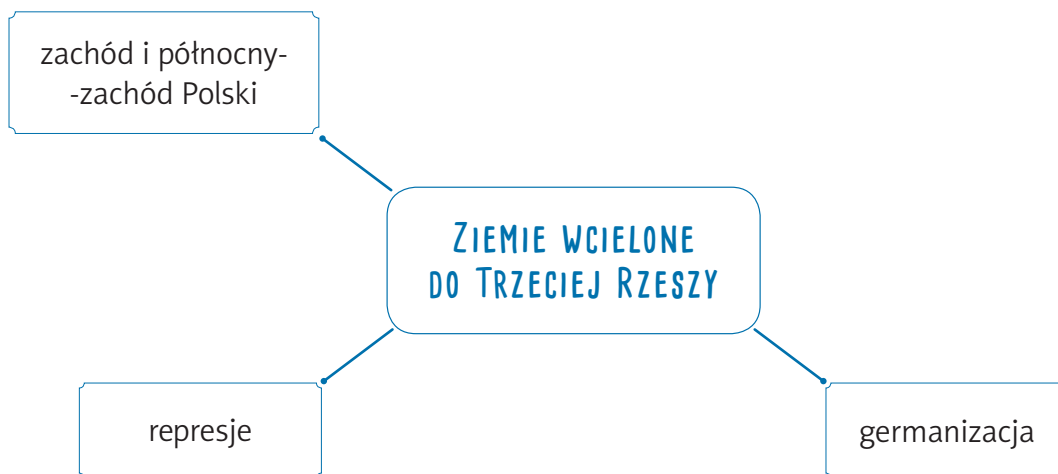 zachód i północny-
-zachód Polski
ZIEMIE WCIELONE
DO TRZECIEJ RZESZY
represje
germanizacja